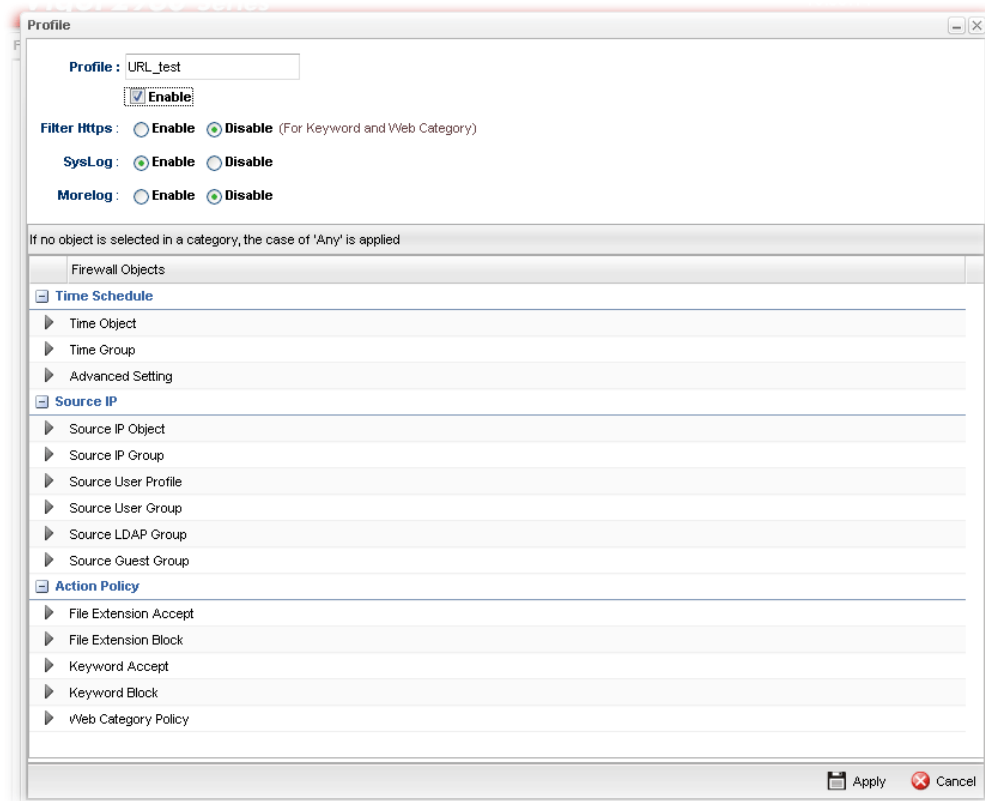 Profile
Profile : URL_test
Enable
Filter Https : Enable Disable (For Keyword and Web Category)
SysLog : Enable Disable
Morelog : Enable Disable
If no object is selected in a category, the case of 'Any' is applied
Firewall Objects
Time Schedule
Time Object
Time Group
Advanced Setting
Source IP
Source IP Object
Source IP Group
Source User Profile
Source User Group
Source LDAP Group
Source Guest Group
Action Policy
File Extension Accept
File Extension Block
Keyword Accept
Keyword Block
Web Category Policy
Apply Cancel